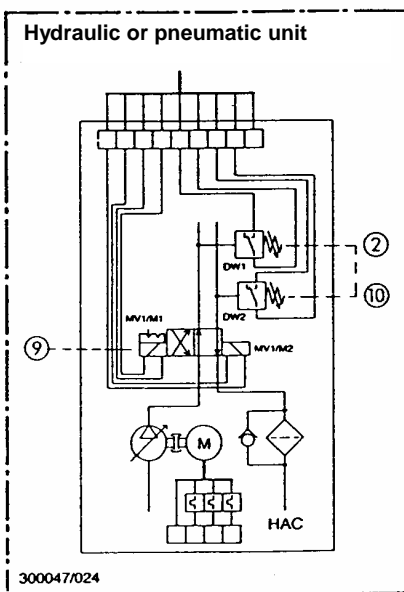 Hydraulic or pneumatic unit
2
DW1
10
DW2
MV1/M1
9
MV1/M2
M
HAC
300047/024